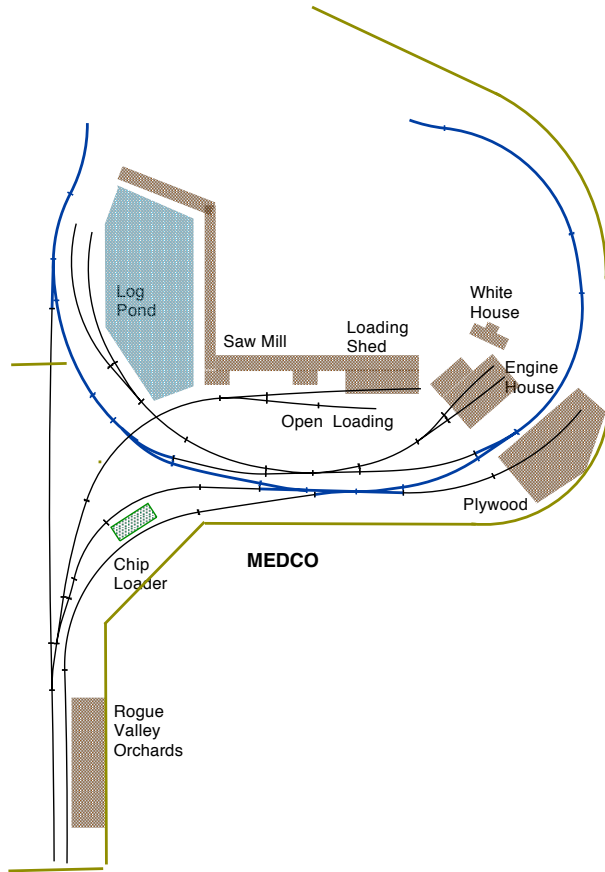 Log
Pond
Saw Mill
Loading
Shed
White
House
Engine
House
Open Loading
Plywood
Chip
Loader
MEDCO
Rogue
Valley
Orchards